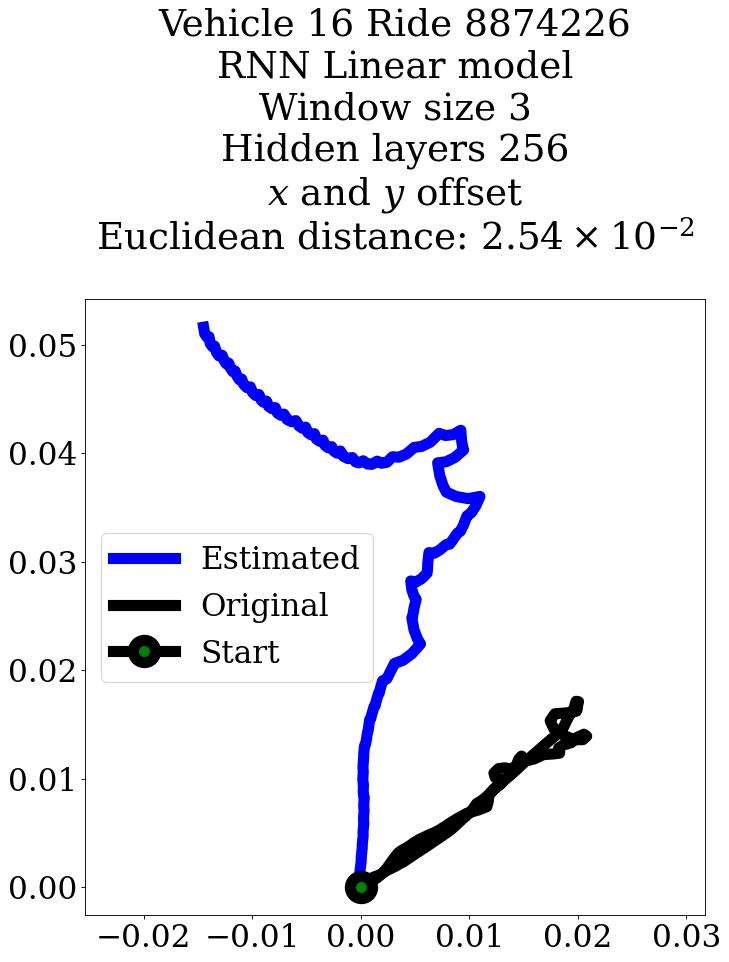 Vehicle 16 Ride 8874226
RNN Linear model
Window size 3
Hidden layers 256
x and y offset
Euclidean distance: 2.54 × 10⁻²
0.05
0.04
0.03
0.02
0.01
0.00
Estimated
Original
Start
−0.02 −0.01 0.00 0.01 0.02 0.03